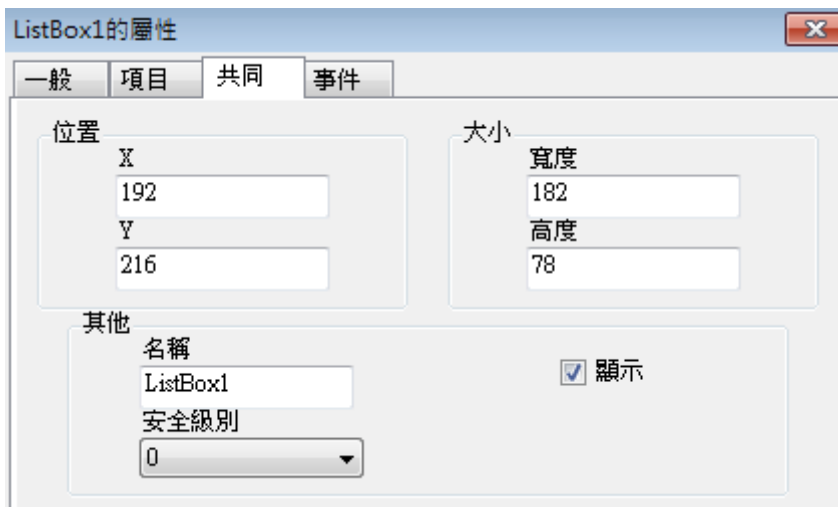 ListBox1的屬性
一般 項目 共同 事件
位置
X
192
Y
216
大小
寬度
182
高度
78
其他
名稱
ListBox1
安全級別
0
顯示